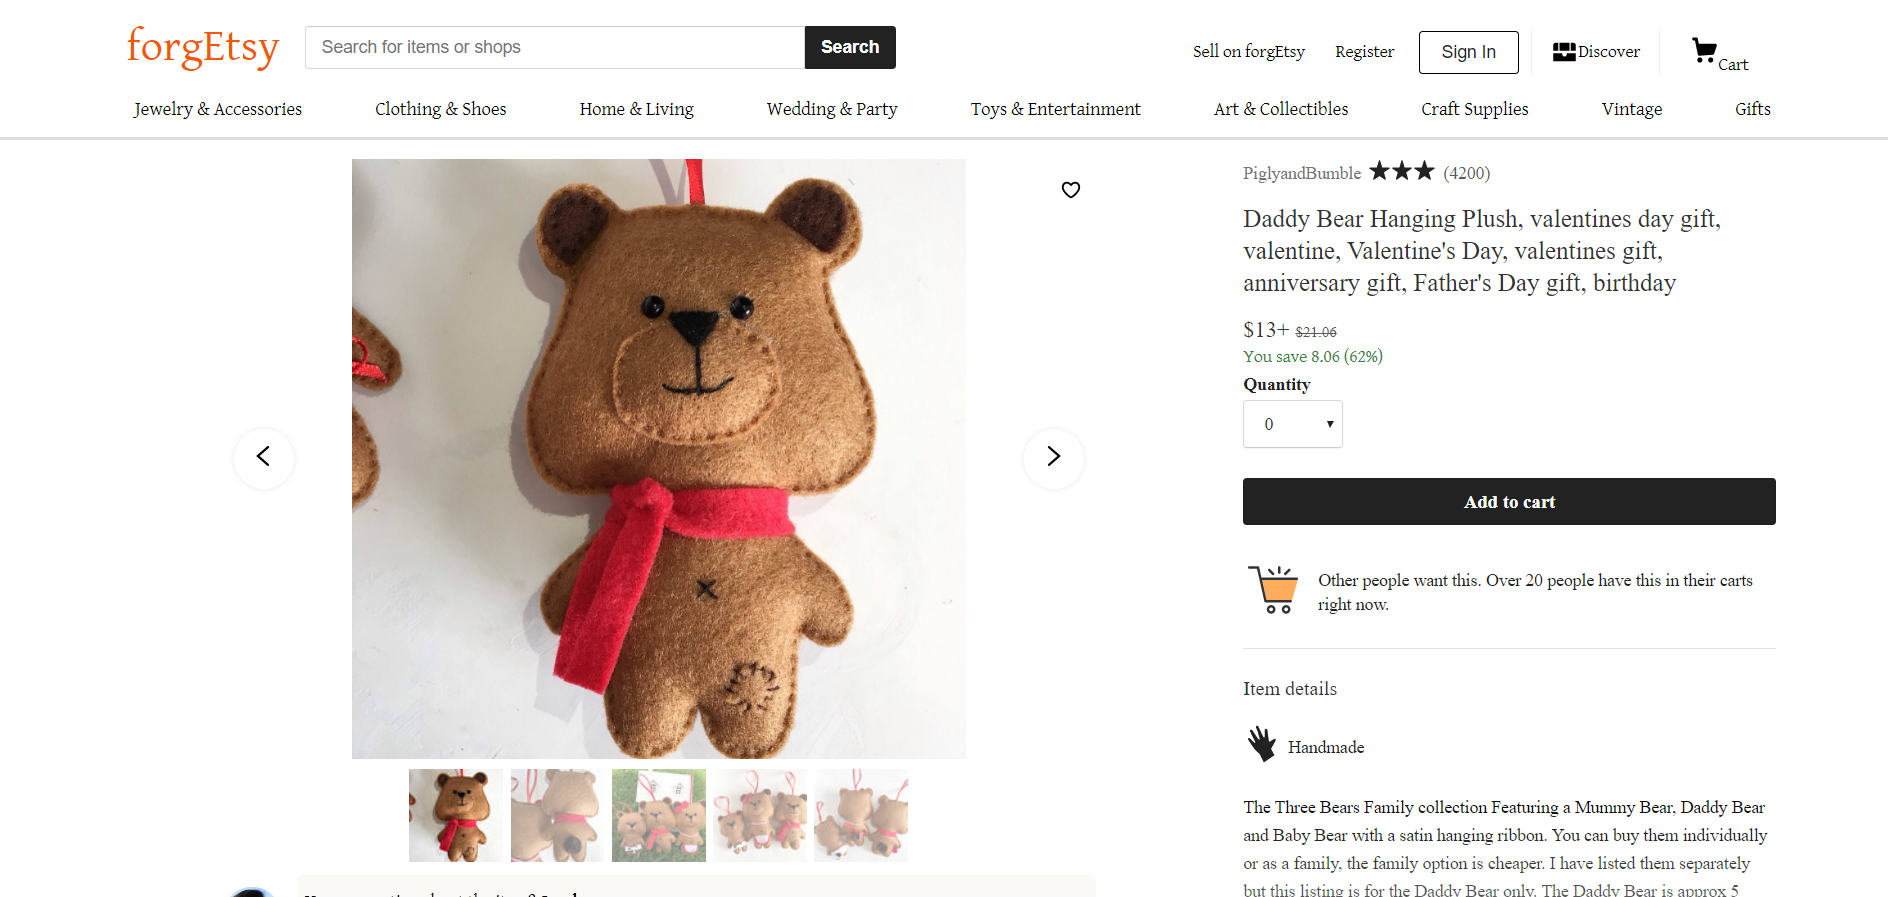 forgEtsy
Search for items or shops
Search
Sell on forgEtsy
Register
Sign In
Discover
Cart
Jewelry & Accessories
Clothing & Shoes
Home & Living
Wedding & Party
Toys & Entertainment
Art & Collectibles
Craft Supplies
Vintage
Gifts
PiglyandBumble ★★★ (4200)
Daddy Bear Hanging Plush, valentines day gift,
valentine, Valentine's Day, valentines gift,
anniversary gift, Father's Day gift, birthday
$13+ $21.06
You save 8.06 (62%)
Quantity
0
Add to cart
Other people want this. Over 20 people have this in their carts
right now.
Item details
Handmade
The Three Bears Family collection Featuring a Mummy Bear, Daddy Bear
and Baby Bear with a satin hanging ribbon. You can buy them individually
or as a family, the family option is cheaper. I have listed them separately
but this listing is for the Daddy Bear only. The Daddy Bear is approx 5